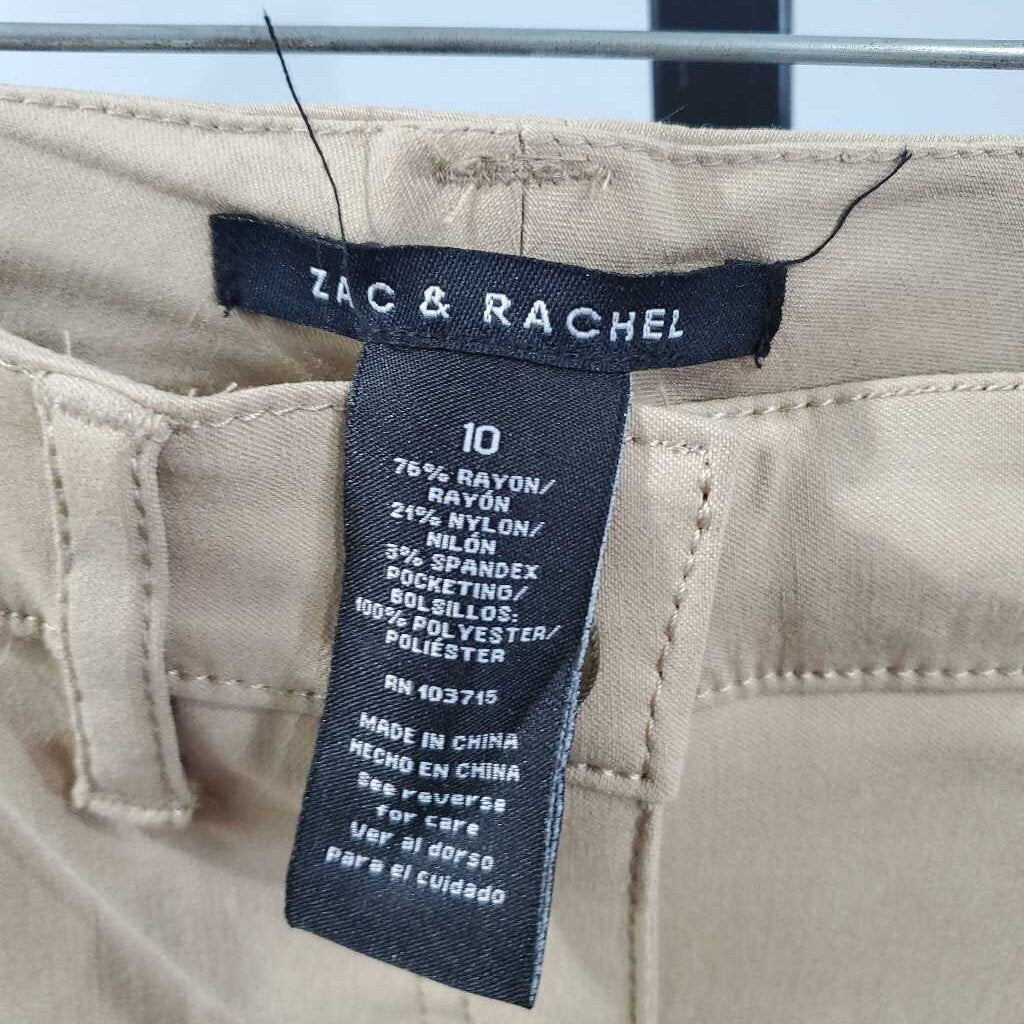 ZAC & RACHEL
10
76% RAYON/
RAYÓN
21% NYLON/
NILÓN
3% SPANDEX
POCKETING/
BOLSILLOS:
100% POLYESTER/
POLIÉSTER
RN 103715
MADE IN CHINA
HECHO EN CHINA
See reverse
for care
Ver al dorso
para el cuidado